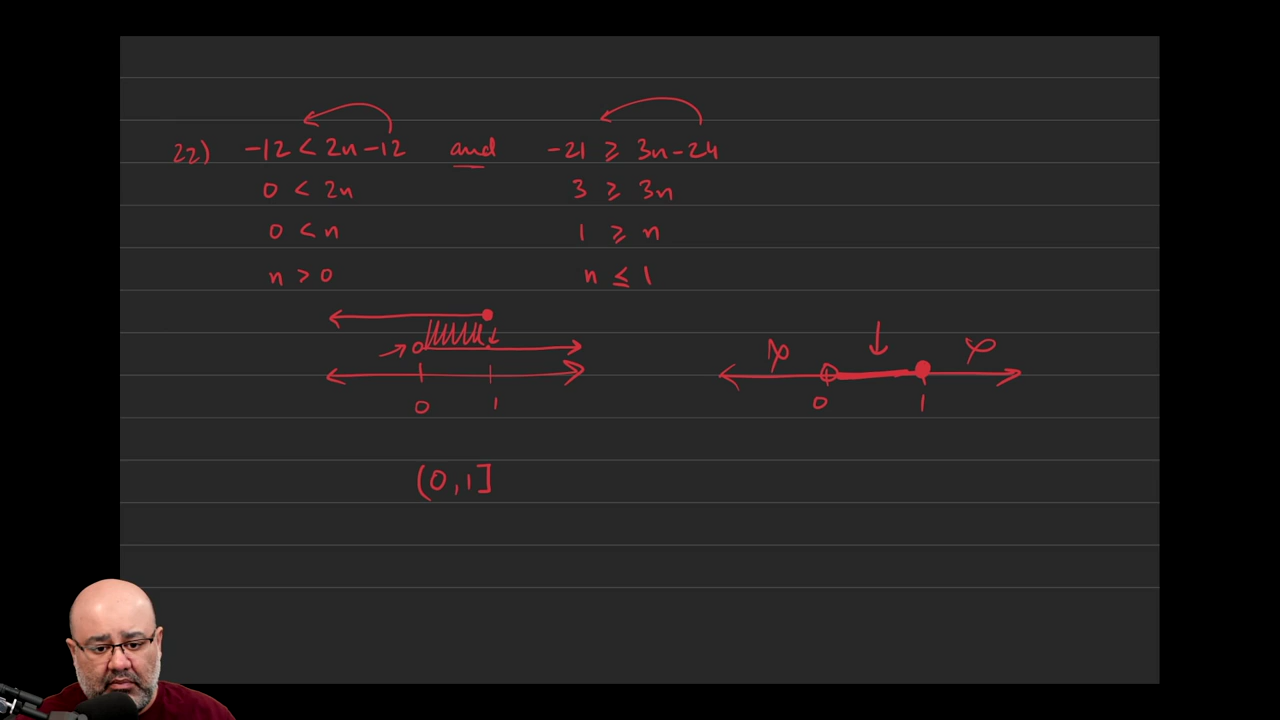 22) -12 < 2n -12 and -21 ≥ 3n - 24
0 < 2n 3 ≥ 3n
0 < n 1 ≥ n
n > 0 n ≤ 1
0 1 0 1
(0, 1]